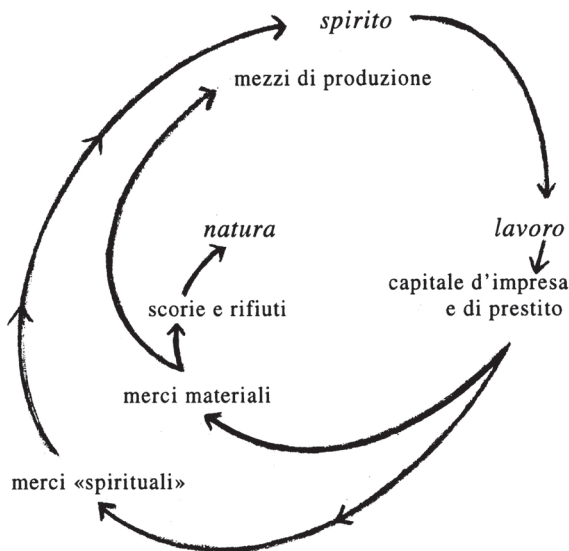 spirito
mezzi di produzione
natura
lavoro
capitale d'impresa
e di prestito
scorie e rifiuti
merci materiali
merci «spirituali»